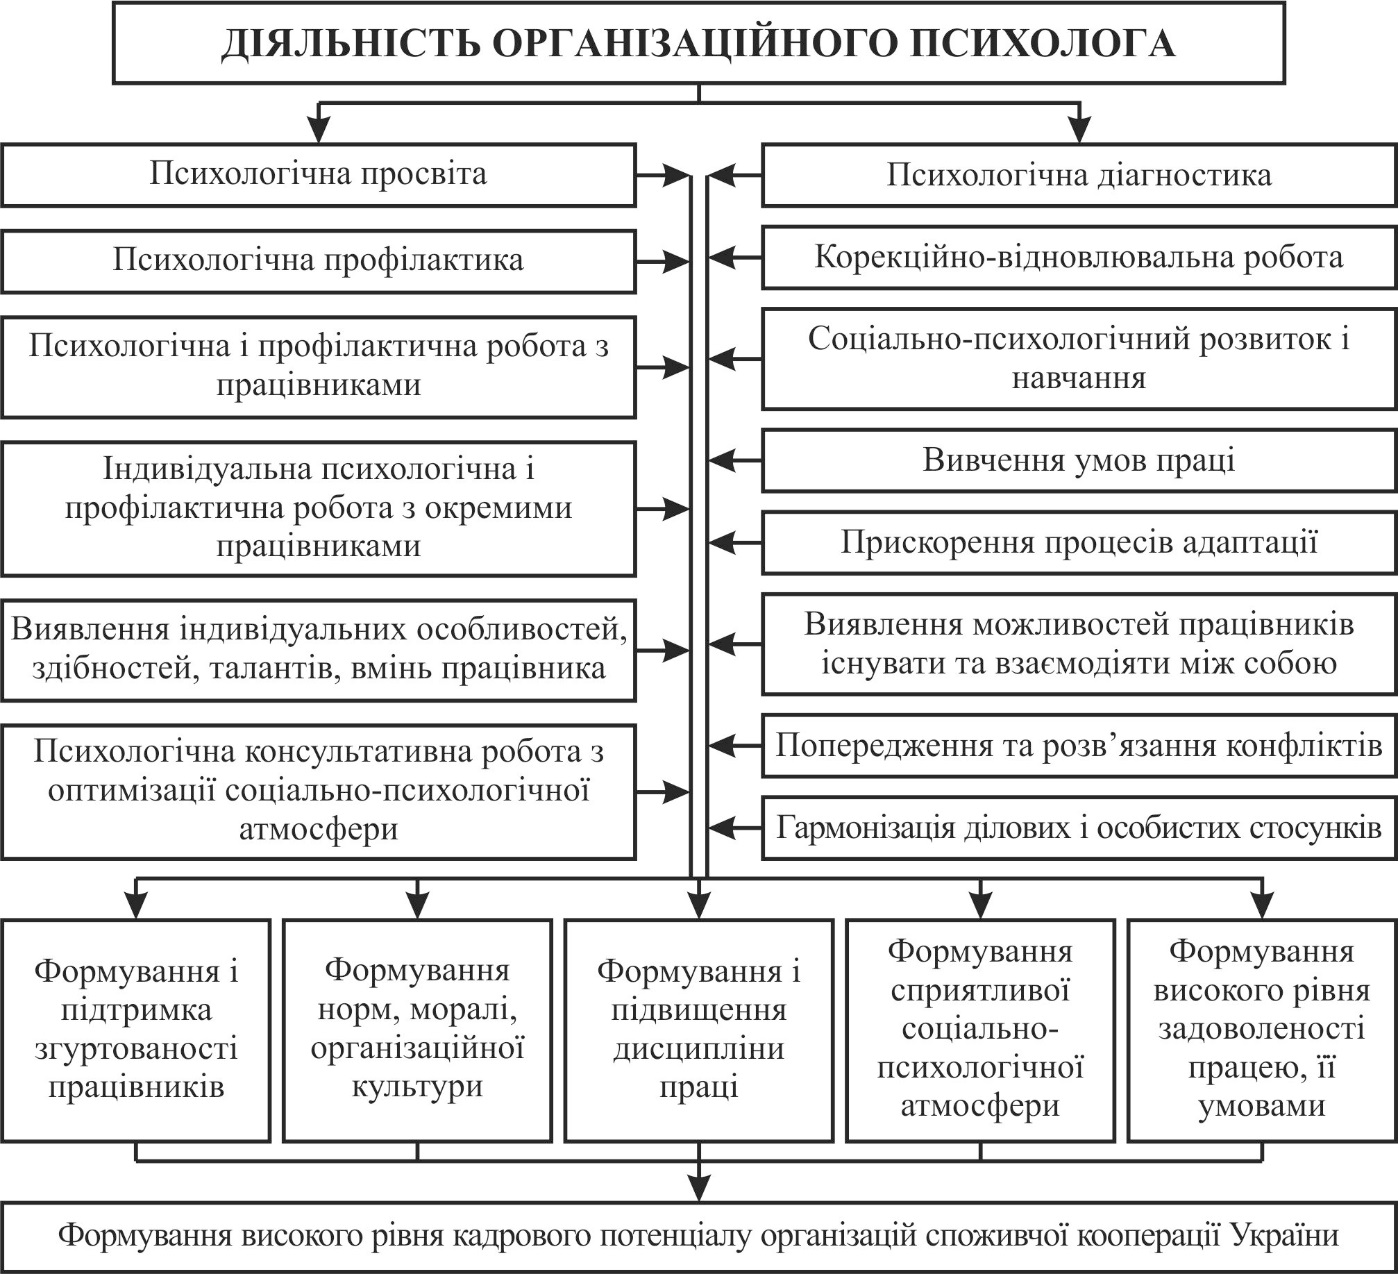 ДІЯЛЬНІСТЬ ОРГАНІЗАЦІЙНОГО ПСИХОЛОГА
Психологічна просвіта
Психологічна профілактика
Психологічна і профілактична робота з
працівниками
Індивідуальна психологічна і
профілактична робота з окремими
працівниками
Виявлення індивідуальних особливостей,
здібностей, талантів, вмінь працівника
Психологічна консультативна робота з
оптимізації соціально-психологічної
атмосфери
Психологічна діагностика
Корекційно-відновлювальна робота
Соціально-психологічний розвиток і
навчання
Вивчення умов праці
Прискорення процесів адаптації
Виявлення можливостей працівників
існувати та взаємодіяти між собою
Попередження та розв’язання конфліктів
Гармонізація ділових і особистих стосунків
Формування і
підтримка
згуртованості
працівників
Формування
норм, моралі,
організаційної
культури
Формування і
підвищення
дисципліни
праці
Формування
сприятливої
соціально-
психологічної
атмосфери
Формування
високого рівня
задоволеності
працею, її
умовами
Формування високого рівня кадрового потенціалу організацій споживчої кооперації України